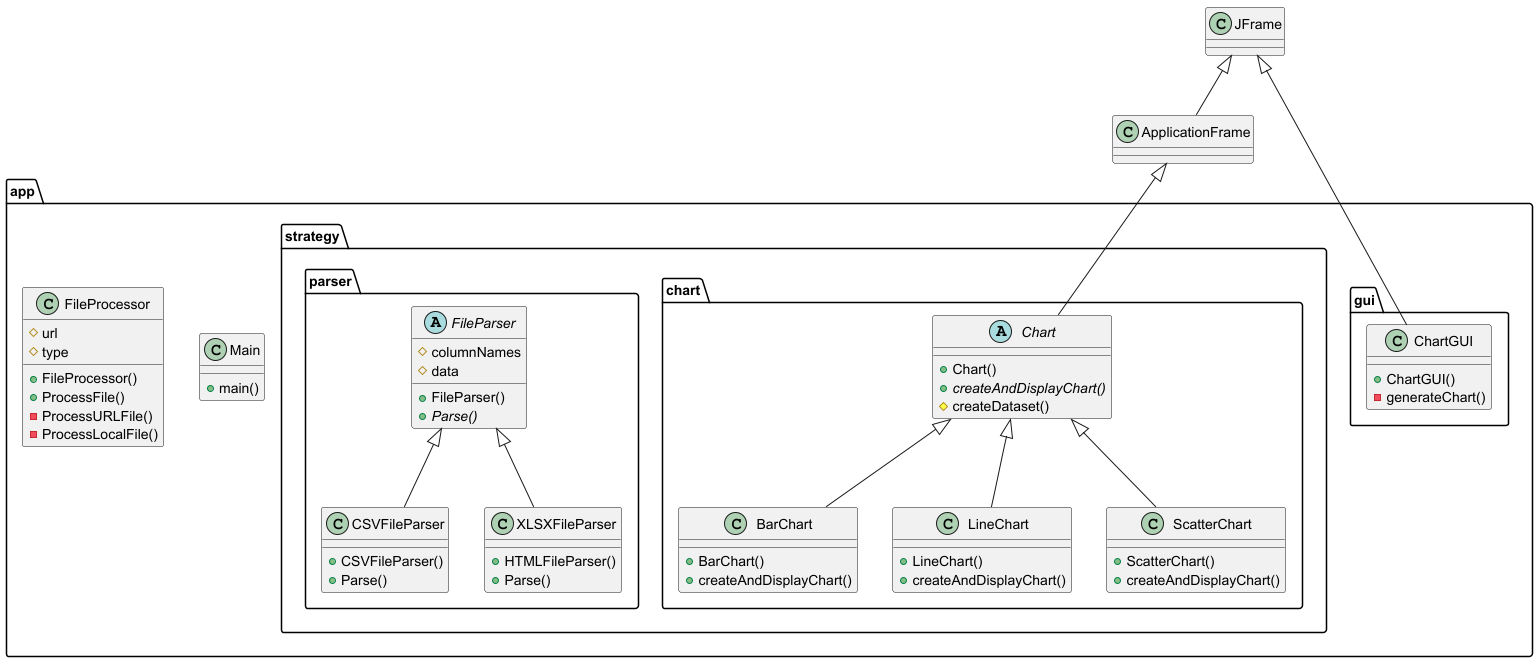 C JFrame
C ApplicationFrame
app
strategy
parser
chart
gui
C FileProcessor
url
type
FileProcessor()
ProcessFile()
ProcessURLFile()
ProcessLocalFile()
C Main
main()
A FileParser
columnNames
data
FileParser()
Parse()
C CSVFileParser
CSVFileParser()
Parse()
C XLSXFileParser
HTMLFileParser()
Parse()
A Chart
Chart()
createAndDisplayChart()
createDataset()
C BarChart
BarChart()
createAndDisplayChart()
C LineChart
LineChart()
createAndDisplayChart()
C ScatterChart
ScatterChart()
createAndDisplayChart()
C ChartGUI
ChartGUI()
generateChart()